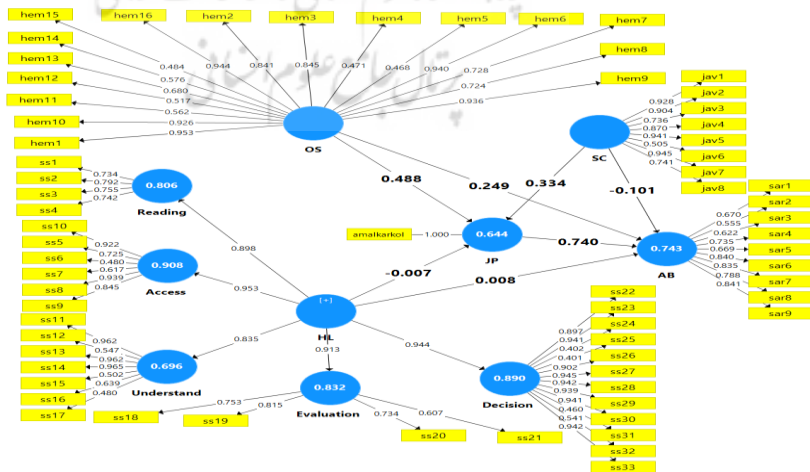 hem15
hem16
hem2
hem3
hem4
hem5
hem6
hem7
hem14
hem13
hem12
hem11
hem10
hem1
hem8
hem9
0.484
0.944
0.841
0.845
0.471
0.468
0.940
0.728
0.576
0.680
0.517
0.562
0.926
0.953
0.724
0.936
پرتال جامع علوم انسانی
OS
jav1
jav2
jav3
jav4
jav5
jav6
jav7
jav8
0.928
0.904
0.736
0.870
0.941
0.505
0.945
0.741
SC
ss1
ss2
ss3
ss4
0.734
0.792
0.755
0.742
0.806
Reading
0.488
0.249
0.334
-0.101
sar1
sar2
sar3
sar4
sar5
sar6
sar7
sar8
sar9
0.670
0.555
0.622
0.735
0.669
0.840
0.835
0.788
0.841
ss10
ss5
ss6
ss7
ss8
ss9
0.922
0.725
0.480
0.617
0.939
0.845
0.908
Access
amalkarkol
1.000
0.644
JP
0.740
0.743
AB
0.898
0.953
-0.007
0.008
[+]
HL
0.835
0.913
0.944
ss11
ss12
ss13
ss14
ss15
ss16
ss17
0.962
0.547
0.962
0.965
0.502
0.639
0.480
0.696
Understand
0.832
Evaluation
0.753
0.815
0.734
0.607
ss18
ss19
ss20
ss21
0.890
Decision
ss22
ss23
ss24
ss25
ss26
ss27
ss28
ss29
ss30
ss31
ss32
ss33
0.897
0.941
0.402
0.401
0.902
0.945
0.942
0.939
0.941
0.460
0.541
0.942